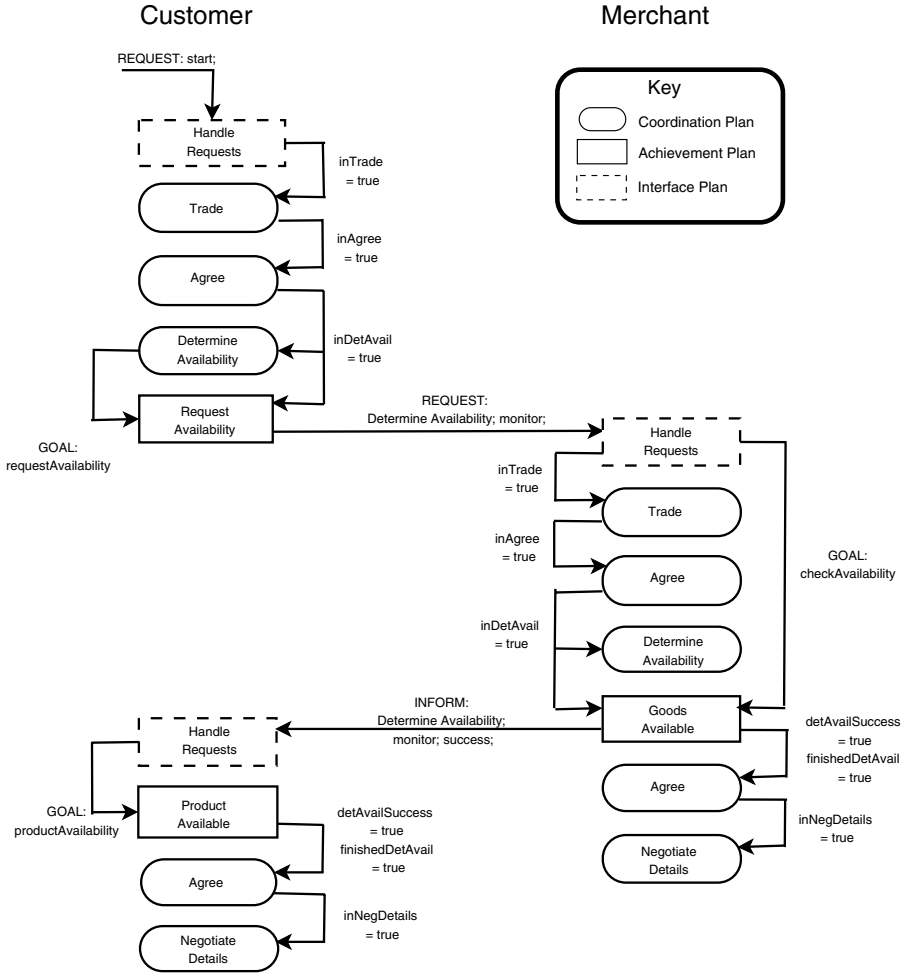 Customer
Merchant
REQUEST: start;
Key
Coordination Plan
Achievement Plan
Interface Plan
Handle
Requests
inTrade
= true
Trade
inAgree
= true
Agree
Determine
Availability
inDetAvail
= true
Request
Availability
GOAL:
requestAvailability
REQUEST:
Determine Availability; monitor;
Handle
Requests
inTrade
= true
Trade
inAgree
= true
Agree
GOAL:
checkAvailability
inDetAvail
= true
Determine
Availability
Goods
Available
INFORM:
Determine Availability;
monitor; success;
detAvailSuccess
= true
finishedDetAvail
= true
Agree
inNegDetails
= true
Negotiate
Details
Handle
Requests
GOAL:
productAvailability
Product
Available
detAvailSuccess
= true
finishedDetAvail
= true
Agree
inNegDetails
= true
Negotiate
Details